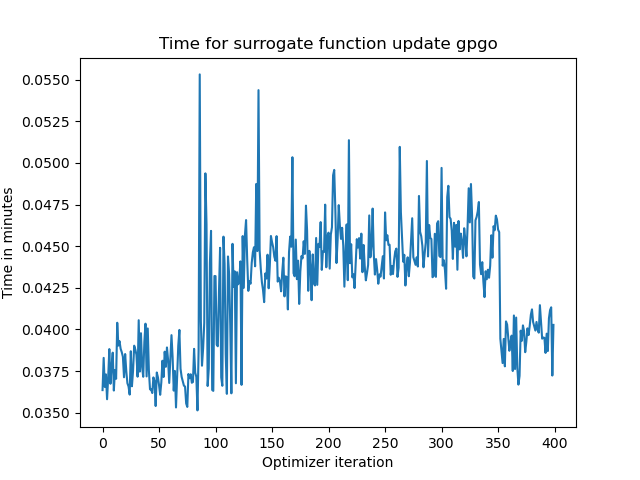 Time for surrogate function update gpgo
Time in minutes
0.0550
0.0525
0.0500
0.0475
0.0450
0.0425
0.0400
0.0375
0.0350
0 50 100 150 200 250 300 350 400
Optimizer iteration